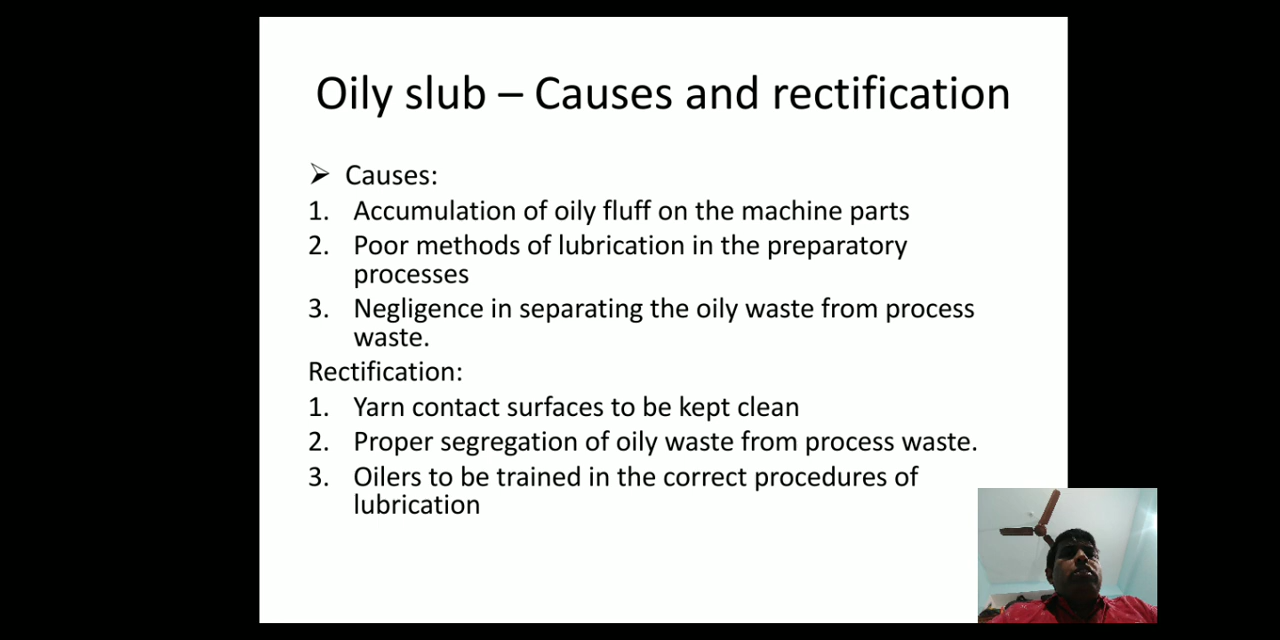 Oily slub – Causes and rectification
➢ Causes:
1. Accumulation of oily fluff on the machine parts
2. Poor methods of lubrication in the preparatory
processes
3. Negligence in separating the oily waste from process
waste.
Rectification:
1. Yarn contact surfaces to be kept clean
2. Proper segregation of oily waste from process waste.
3. Oilers to be trained in the correct procedures of
lubrication